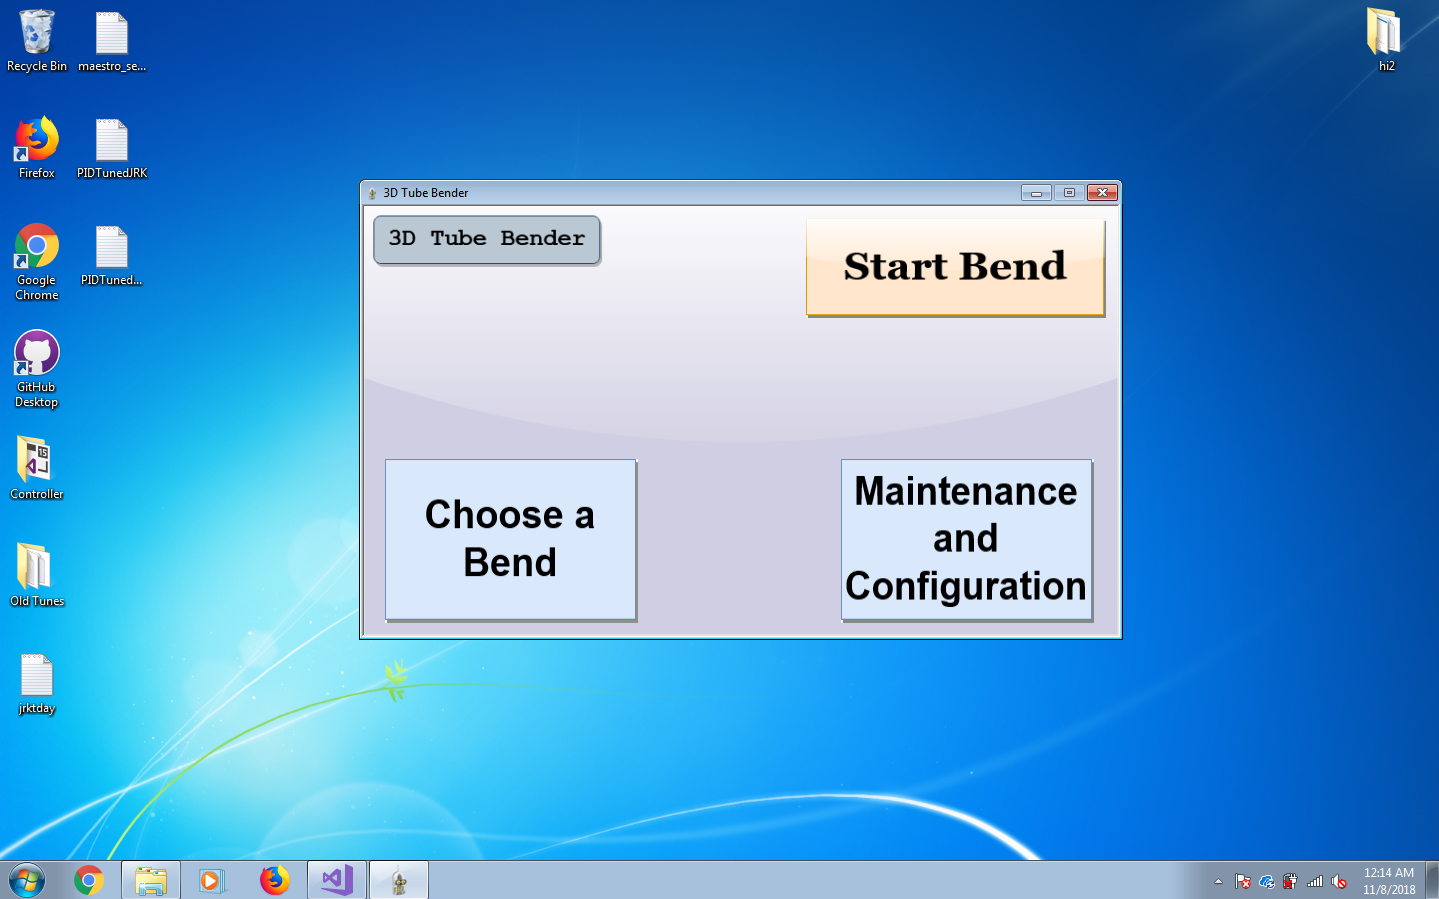 Recycle Bin
maestro_se...
hi2
Firefox
PIDTunedJRK
Google
Chrome
PIDTuned...
GitHub
Desktop
15
Controller
Old Tunes
jrktday
3D Tube Bender
3D Tube Bender
Start Bend
Choose a
Bend
Maintenance
and
Configuration
12:14 AM
11/8/2018